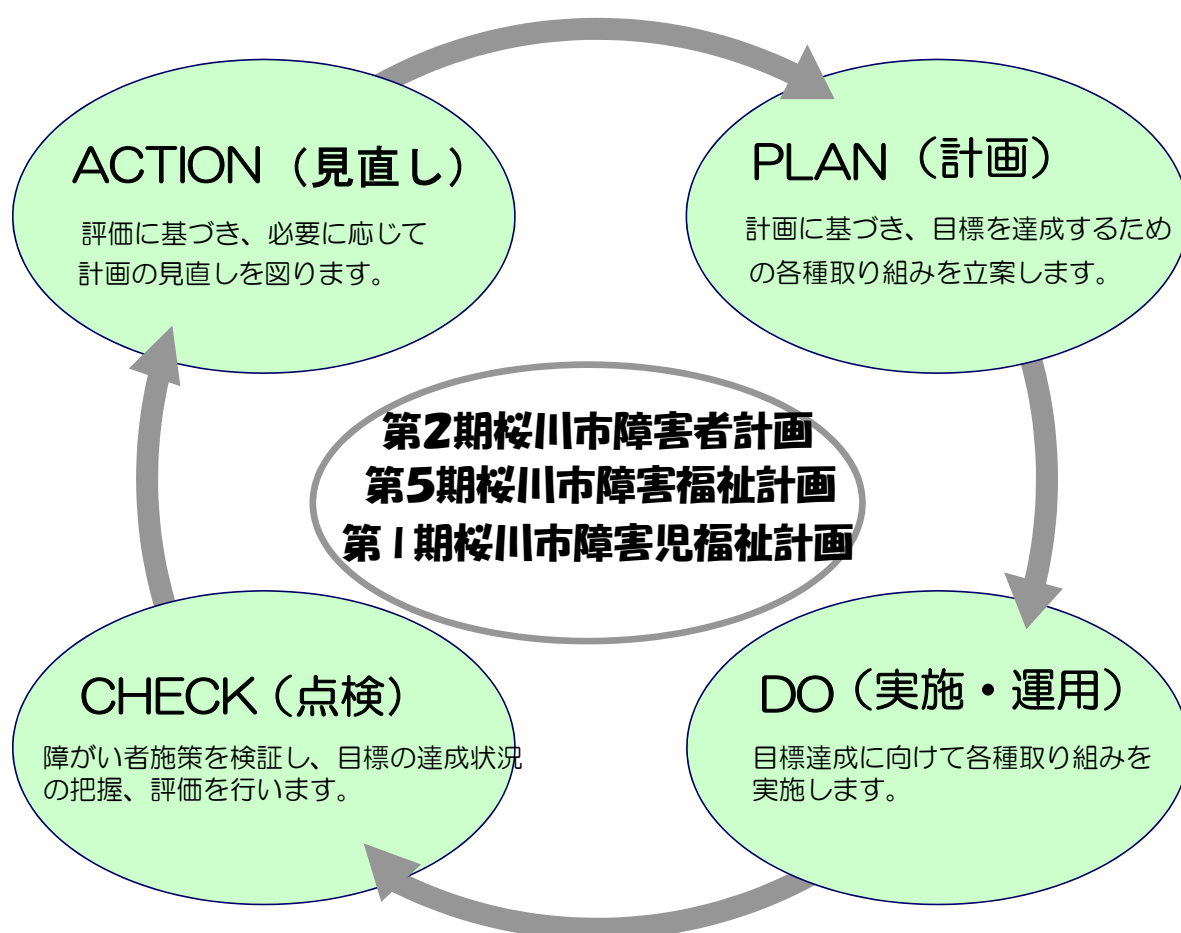 ACTION（見直し）
評価に基づき、必要に応じて
計画の見直しを図ります。
PLAN（計画）
計画に基づき、目標を達成するため
の各種取り組みを立案します。
第2期桜川市障害者計画
第5期桜川市障害福祉計画
第1期桜川市障害児福祉計画
CHECK（点検）
障がい者施策を検証し、目標の達成状況
の把握、評価を行います。
DO（実施・運用）
目標達成に向けて各種取り組みを
実施します。